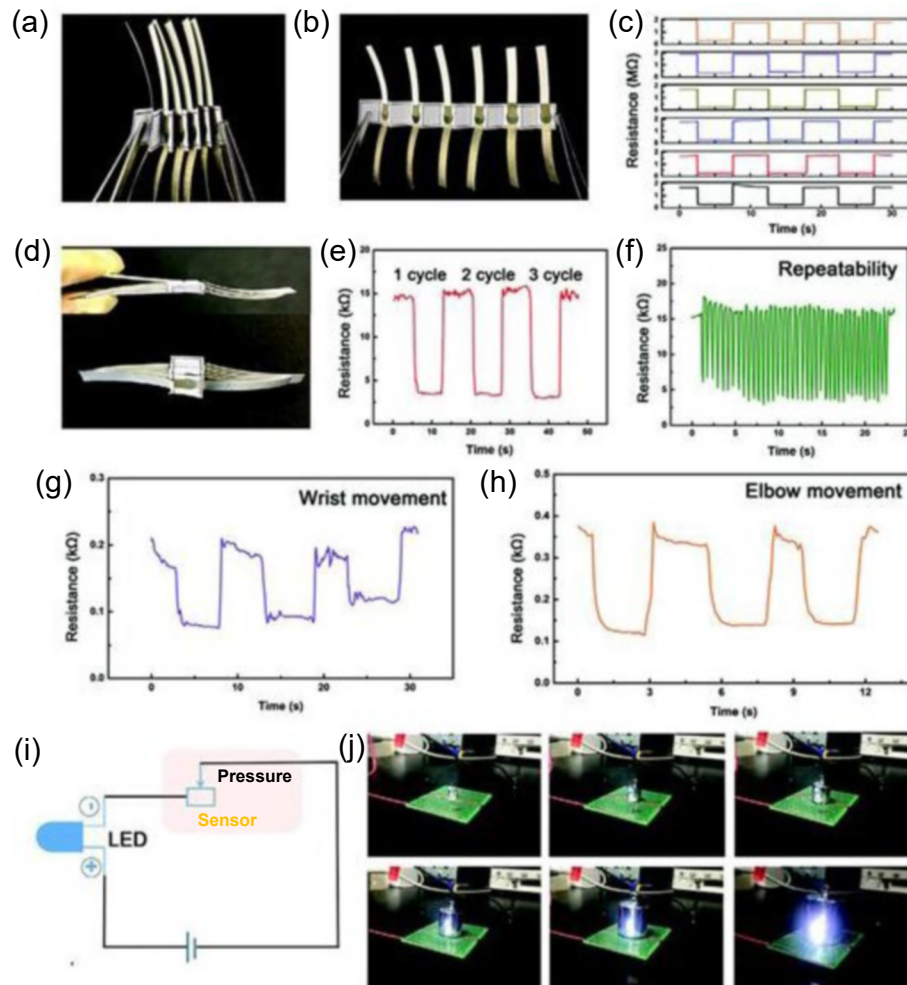 (a)
(b)
(c)
Resistance (MΩ)
0 10 20 30
Time (s)
(d)
(e)
1 cycle 2 cycle 3 cycle
Resistance (kΩ)
20
15
10
5
0
0 10 20 30 40 50
Time (s)
(f)
Repeatability
Resistance (kΩ)
25
20
15
10
5
0
0 5 10 15 20
Time (s)
(g)
Wrist movement
Resistance (kΩ)
0.3
0.2
0.1
0.0
0 10 20 30
Time (s)
(h)
Elbow movement
Resistance (kΩ)
0.5
0.4
0.3
0.2
0.1
0.0
0 3 6 9 12
Time (s)
(i)
Pressure
Sensor
LED
(j)